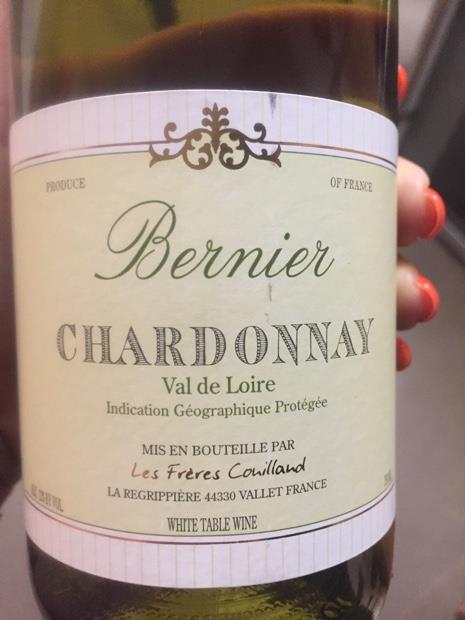 PRODUCE
OF FRANCE
Bernier
CHARDONNAY
Val de Loire
Indication Géographique Protégée
MIS EN BOUTEILLE PAR
Les Frères Couillaud
LA REGRIPPIÈRE 44330 VALLET FRANCE
WHITE TABLE WINE